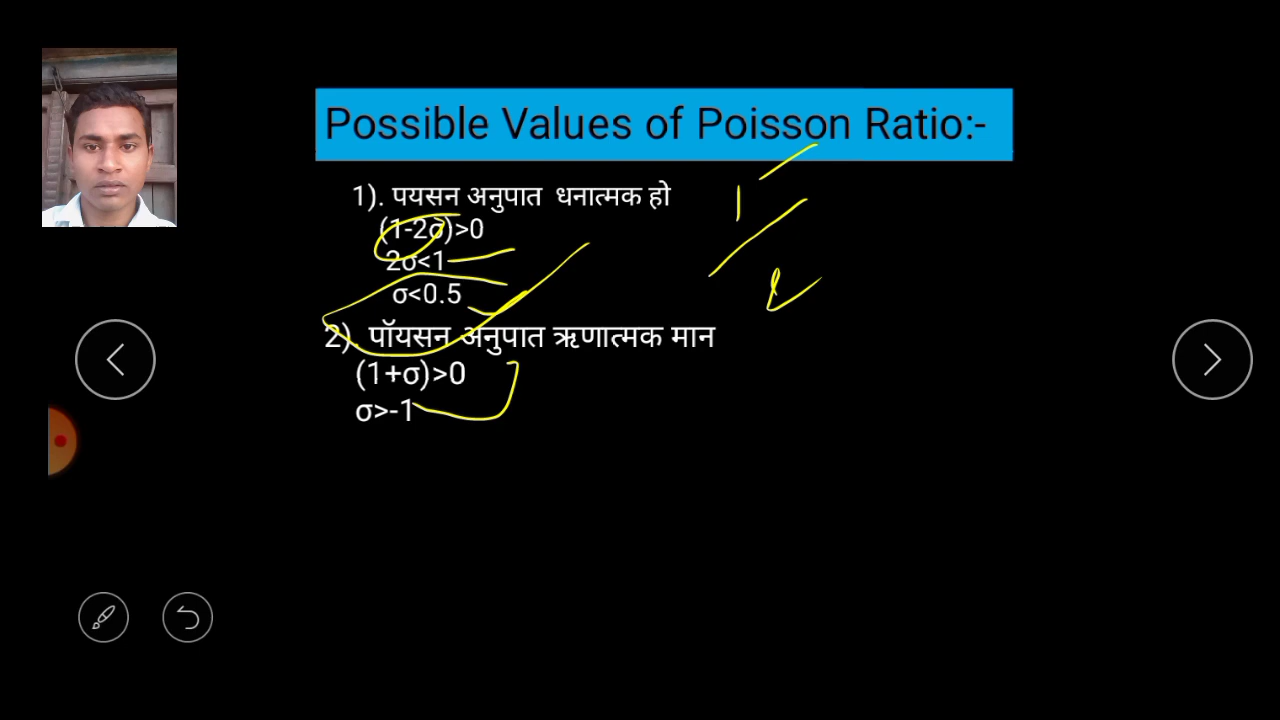 Possible Values of Poisson Ratio:-
1). पयसन अनुपात धनात्मक हो
(1-2σ)>0
2σ<1
σ<0.5
2). पॉयसन अनुपात ऋणात्मक मान
(1+σ)>0
σ>-1